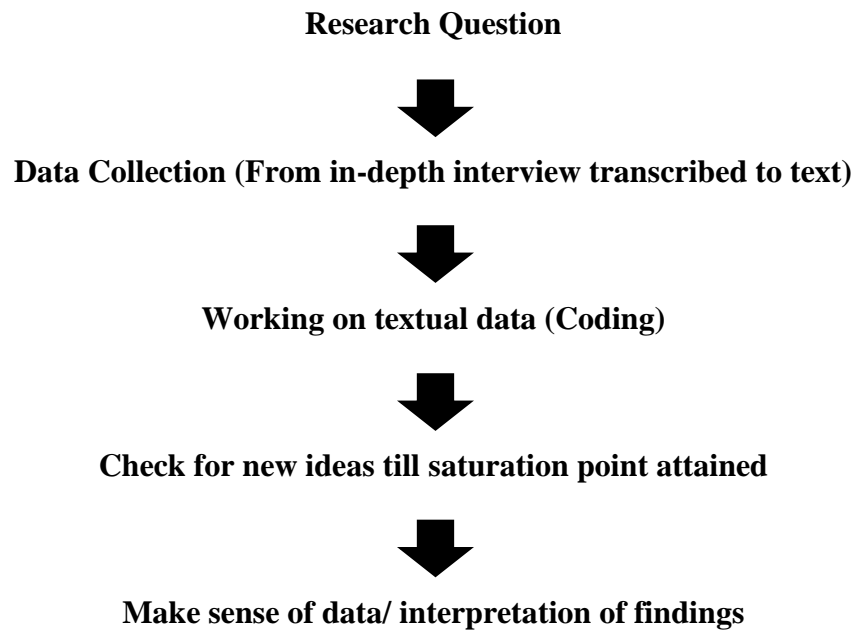 Research Question
Data Collection (From in-depth interview transcribed to text)
Working on textual data (Coding)
Check for new ideas till saturation point attained
Make sense of data/ interpretation of findings